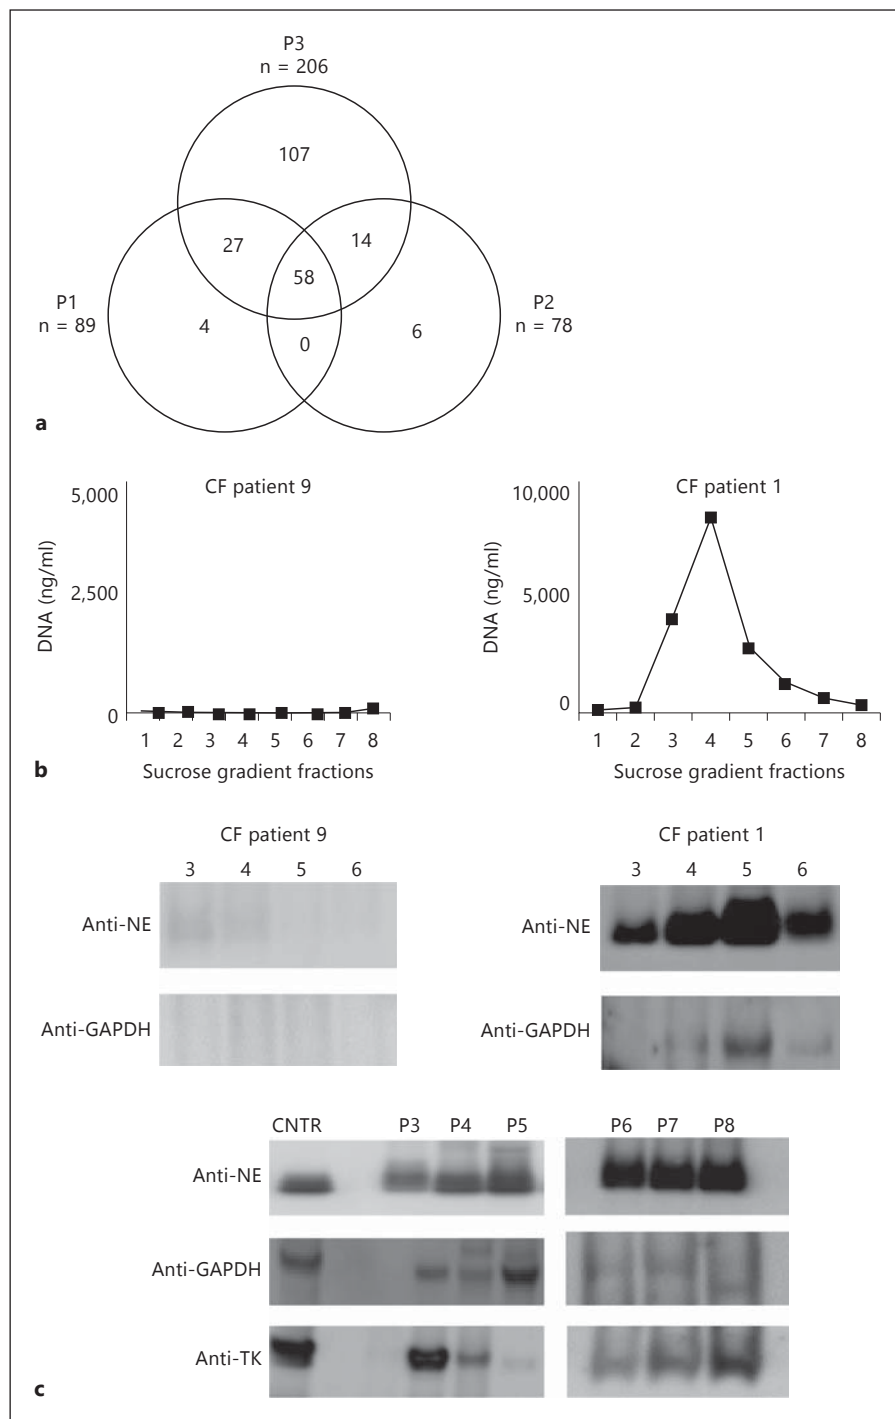 P3
n = 206
107
27
14
58
P1
n = 89
P2
n = 78
4
0
6
a
CF patient 9
5,000
2,500
0
DNA (ng/ml)
1 2 3 4 5 6 7 8
Sucrose gradient fractions
CF patient 1
10,000
5,000
0
DNA (ng/ml)
1 2 3 4 5 6 7 8
Sucrose gradient fractions
b
CF patient 9
3 4 5 6
Anti-NE
Anti-GAPDH
CF patient 1
3 4 5 6
Anti-NE
Anti-GAPDH
CNTR P3 P4 P5 P6 P7 P8
Anti-NE
Anti-GAPDH
Anti-TK
c